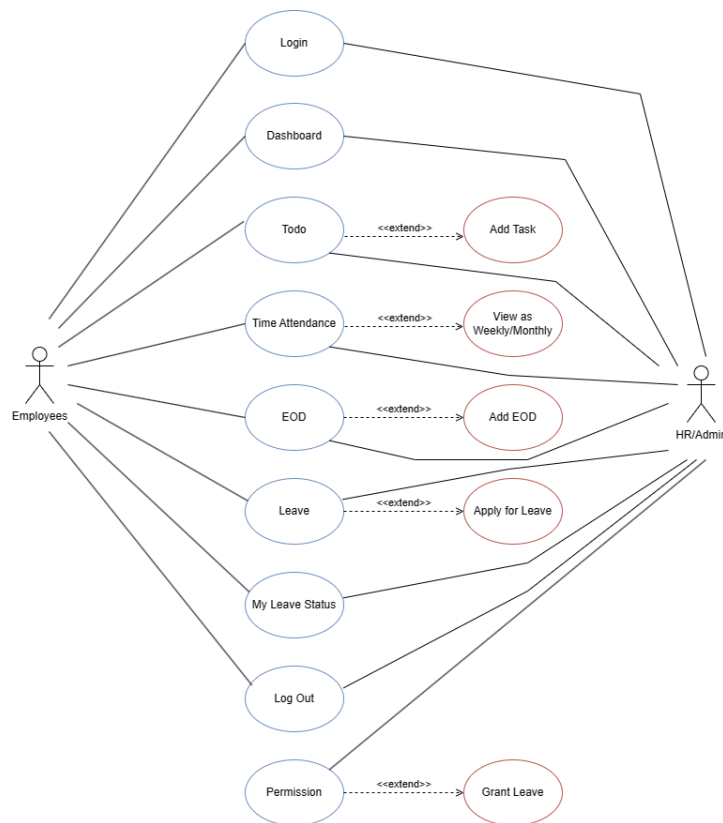 Login
Dashboard
Todo
<<extend>>
Add Task
Time Attendance
<<extend>>
View as
Weekly/Monthly
Employees
EOD
<<extend>>
Add EOD
HR/Admin
Leave
<<extend>>
Apply for Leave
My Leave Status
Log Out
Permission
<<extend>>
Grant Leave